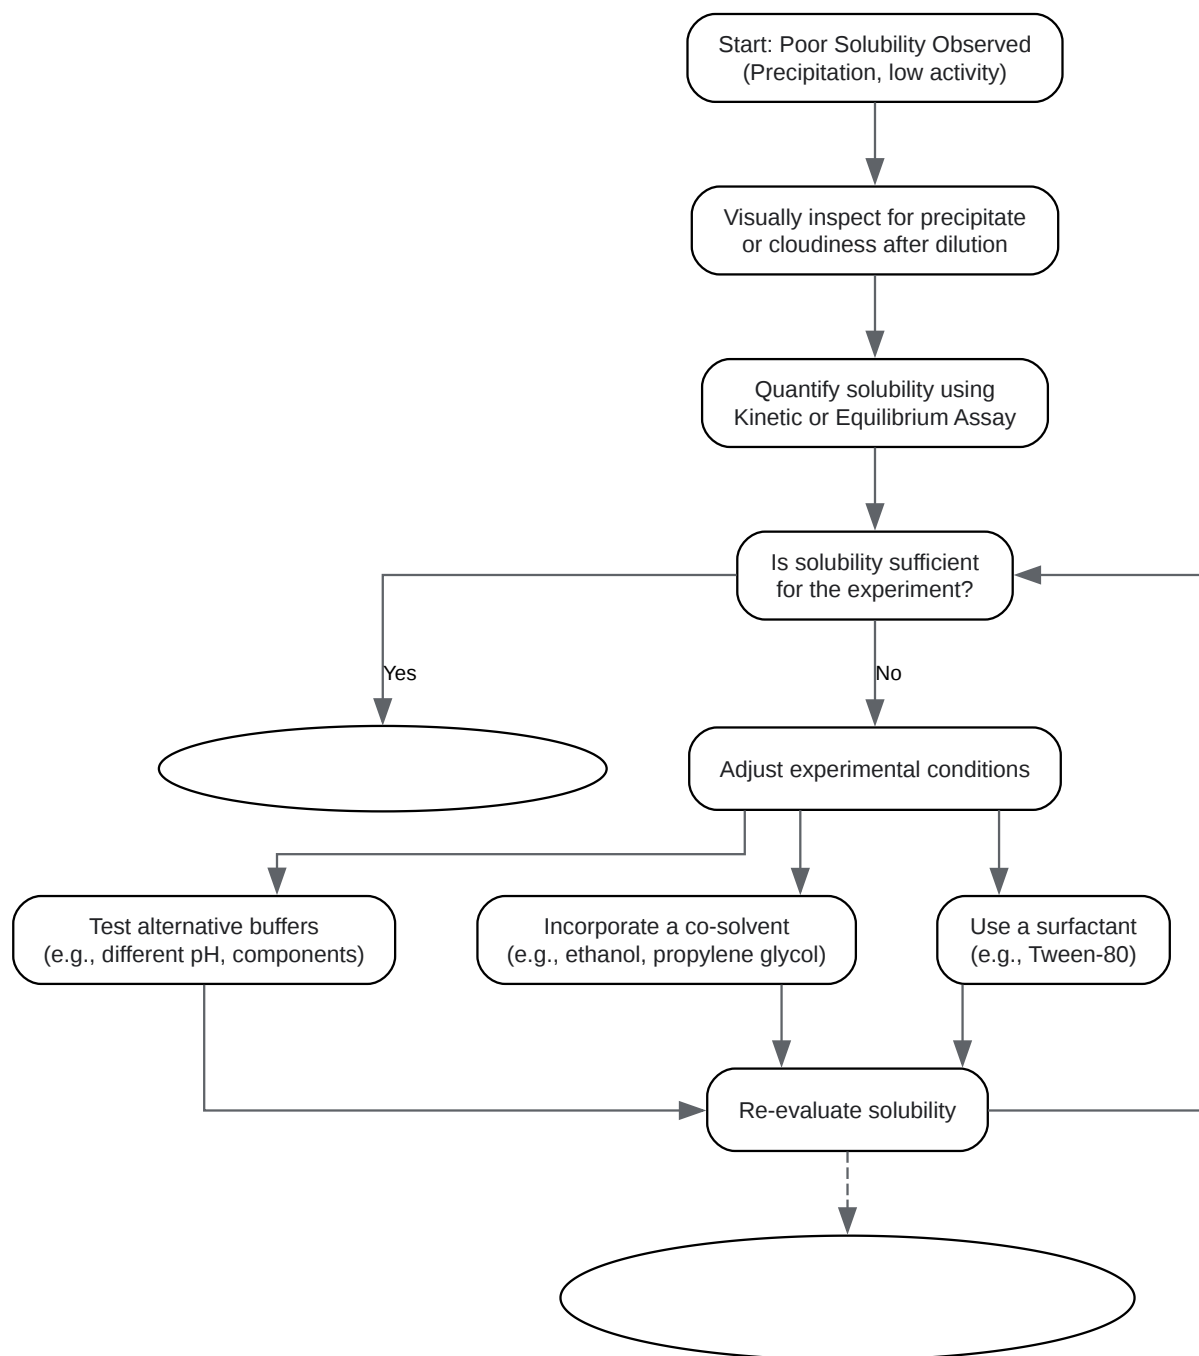 Start: Poor Solubility Observed
(Precipitation, low activity)
Visually inspect for precipitate
or cloudiness after dilution
Quantify solubility using
Kinetic or Equilibrium Assay
Is solubility sufficient
for the experiment?
Yes
No
Adjust experimental conditions
Test alternative buffers
(e.g., different pH, components)
Incorporate a co-solvent
(e.g., ethanol, propylene glycol)
Use a surfactant
(e.g., Tween-80)
Re-evaluate solubility